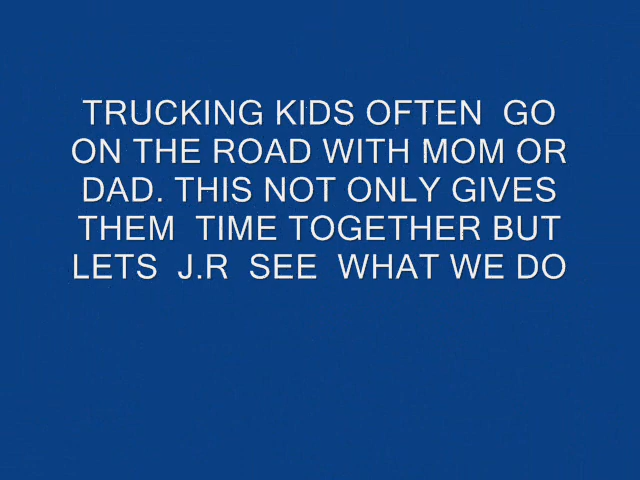 TRUCKING KIDS OFTEN  GO
ON THE ROAD WITH MOM OR
DAD. THIS NOT ONLY GIVES
THEM  TIME TOGETHER BUT
LETS  J.R  SEE  WHAT WE DO